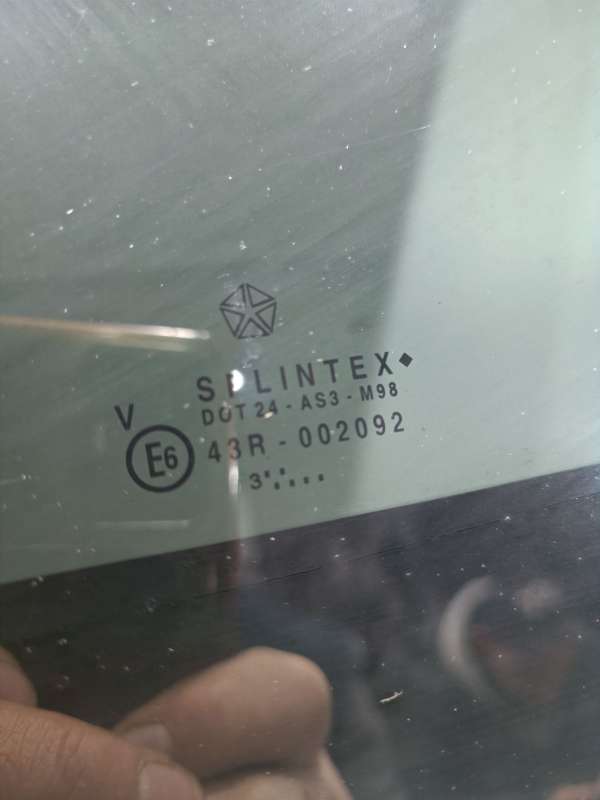 SPLINTEX
DOT 24 - AS3 - M98
V
E6 43R - 002092
3